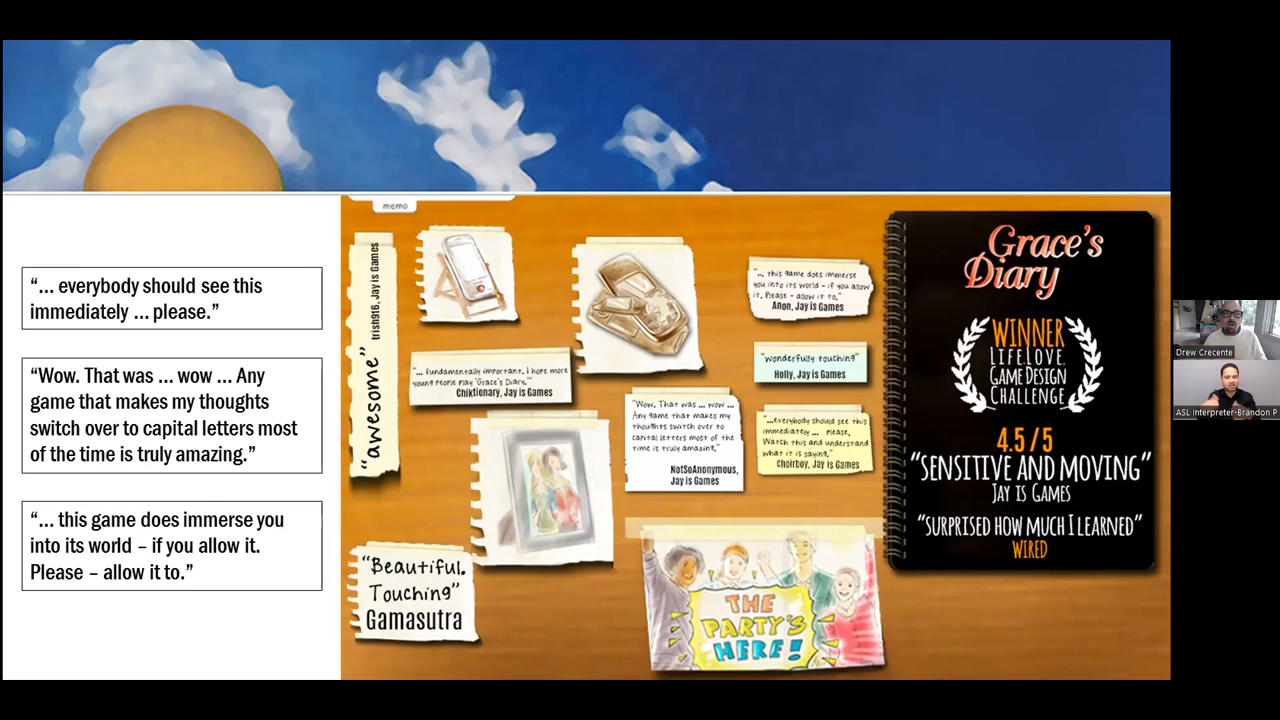 “... everybody should see this
immediately ... please.”
“Wow. That was ... wow ... Any
game that makes my thoughts
switch over to capital letters most
of the time is truly amazing.”
“... this game does immerse you
into its world – if you allow it.
Please – allow it to.”
memo
“awesome” Irish916, Jay is Games
“... fundamentally important. I hope more
young people play ‘Grace's Diary.’”
Chiktionary, Jay is Games
“Beautiful.
Touching”
Gamasutra
“... this game does immerse
you into its world – if you allow
it. Please – allow it to,”
Anon, Jay is Games
“wonderfully touching”
Holly, Jay is Games
“Wow. That was ... wow ...
Any game that makes my
thoughts switch over to
capital letters most of the
time is truly amazing.”
NotSoAnonymous,
Jay is Games
“...everybody should see this
immediately ... please,
Watch this and understand
what it is saying.”
Choirboy, Jay is Games
THE
PARTY'S
HERE!
Grace's
Diary
WINNER
LIFE.LOVE.
GAME DESIGN
CHALLENGE
4.5 / 5
“SENSITIVE AND MOVING”
JAY IS GAMES
“SURPRISED HOW MUCH I LEARNED”
WIRED
Drew Crecente
ASL Interpreter-Brandon P